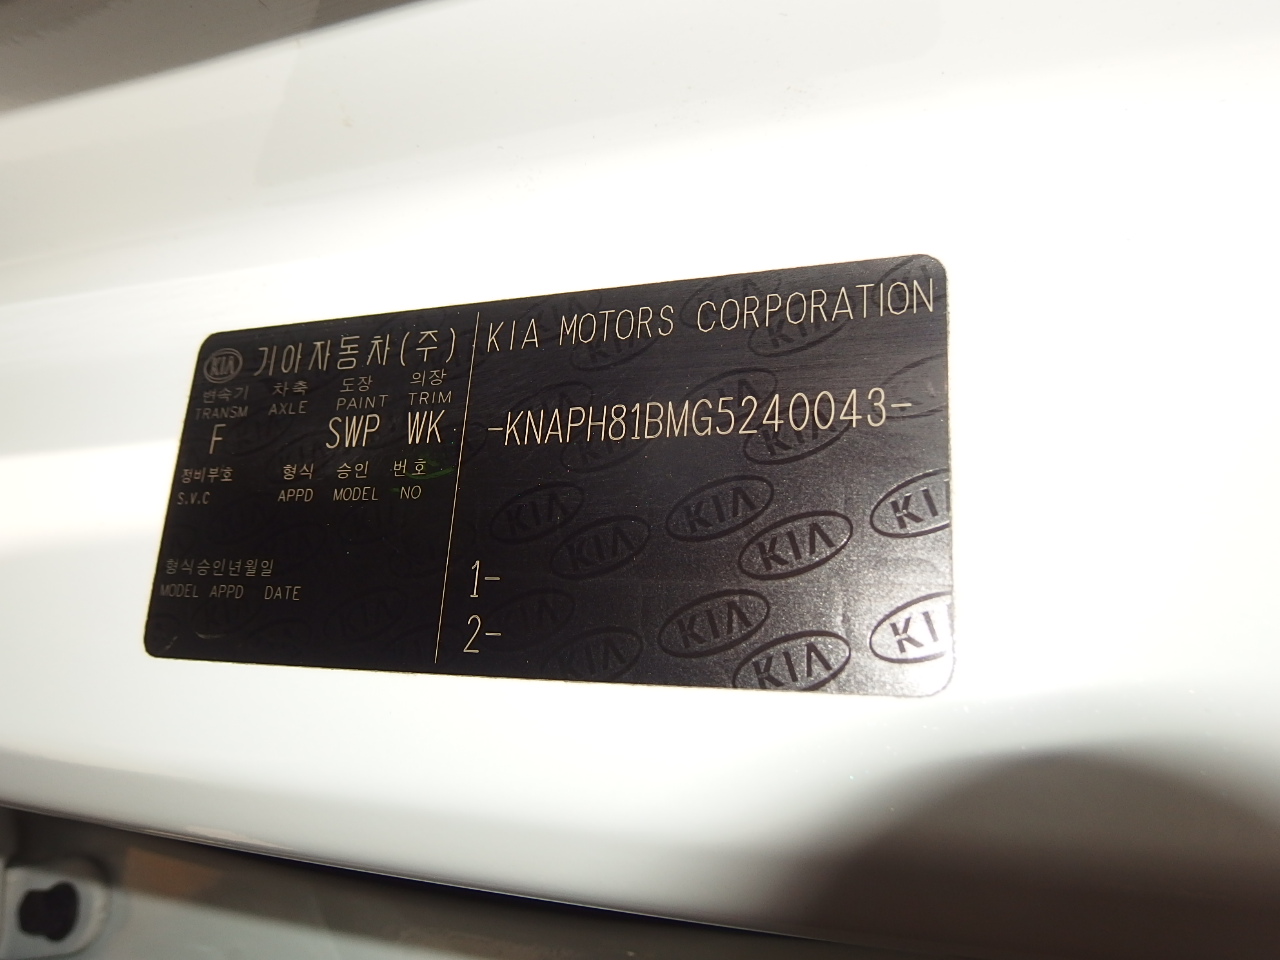 KIA 기아자동차(주)
변속기 차축 도장 의장
TRANSM AXLE PAINT TRIM
F SWP WK
정비부호 형식 승인 번호
S.V.C APPD MODEL NO
형식승인년월일
MODEL APPD DATE
KIA MOTORS CORPORATION
-KNAPH81BMG5240043-
1-
2-